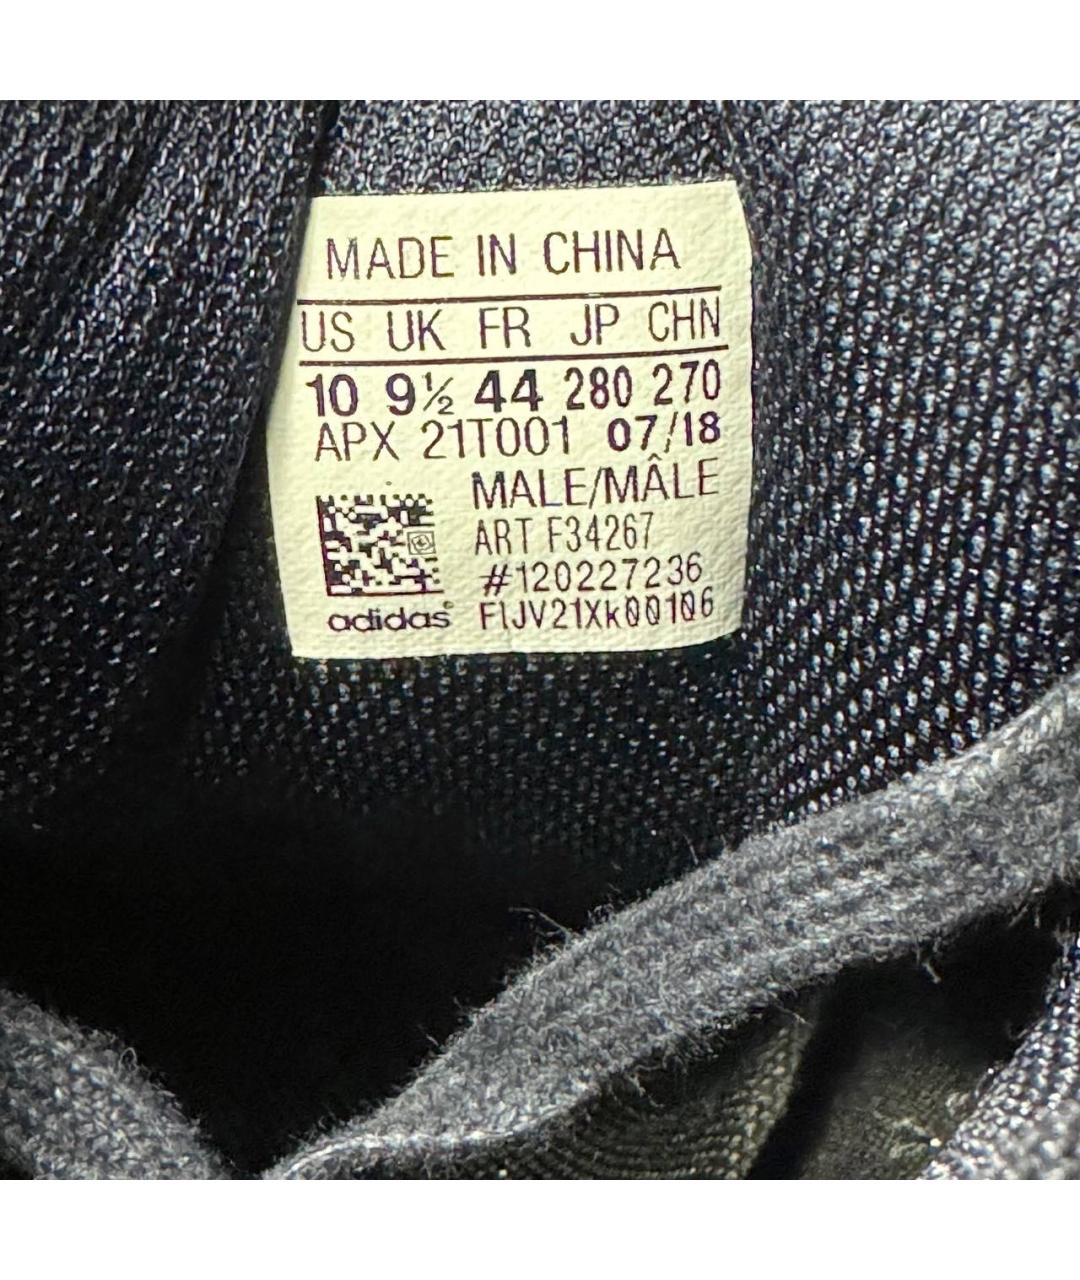 MADE IN CHINA
US UK FR JP CHN
10 9½ 44 280 270
APX 21T001 07/18
MALE/MÂLE
ART F34267
#120227236
adidas®